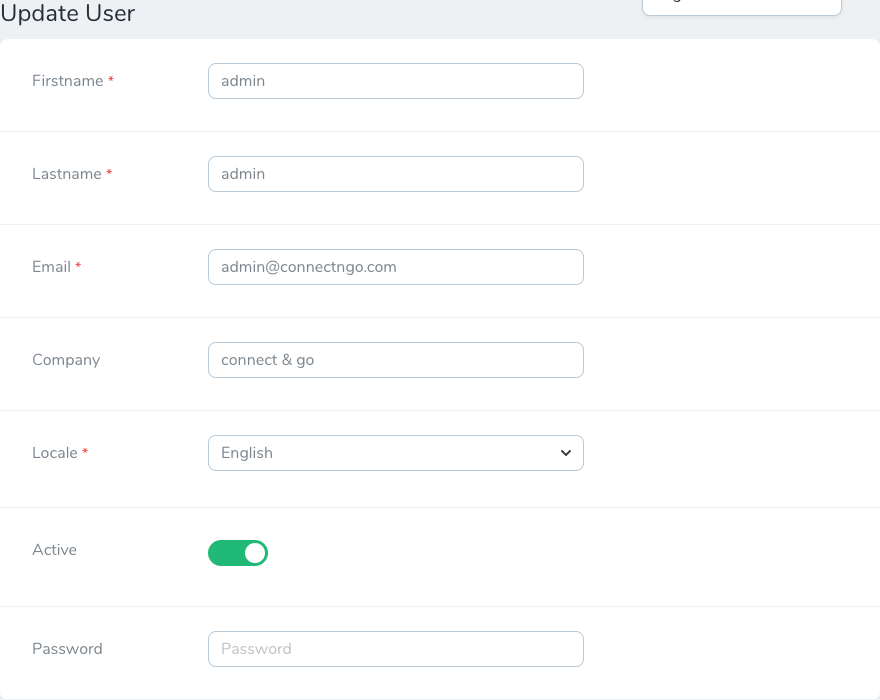 Update User
Firstname *
admin
Lastname *
admin
Email *
admin@connectngo.com
Company
connect & go
Locale *
English
Active
Password
Password